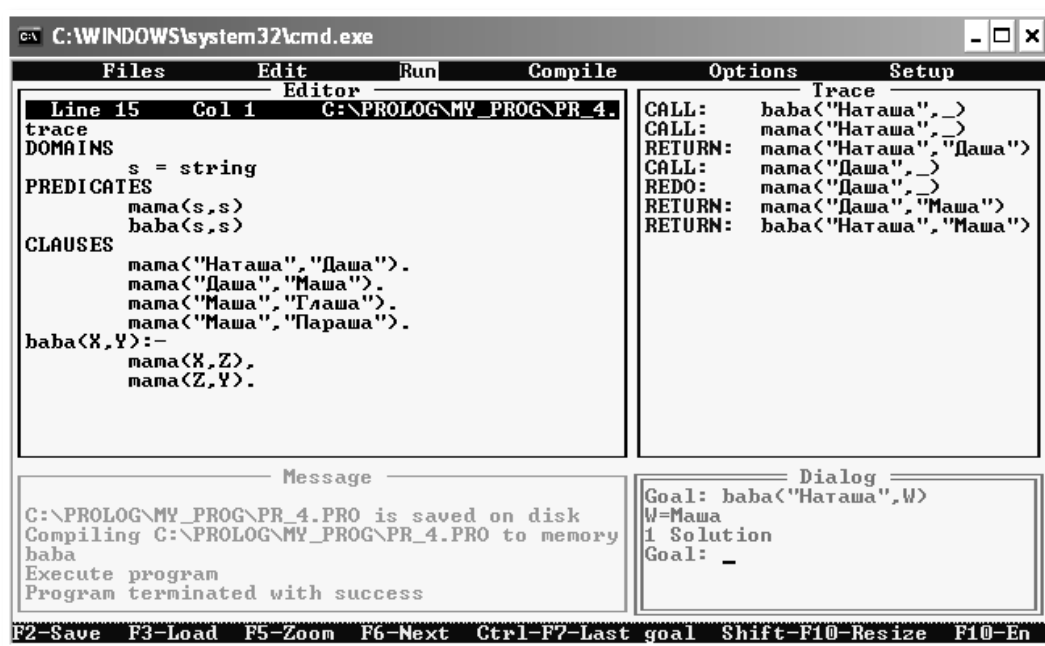 C:\WINDOWS\system32\cmd.exe
Files Edit Run Compile Options Setup
Editor
Line 15 Col 1 C:\PROLOG\MY_PROG\PR_4.
trace
DOMAINS
s = string
PREDICATES
mama(s,s)
baba(s,s)
CLAUSES
mama("Наташа","Даша").
mama("Даша","Маша").
mama("Маша","Глаша").
mama("Маша","Параша").
baba(X,Y):-
mama(X,Z),
mama(Z,Y).
Trace
CALL: baba("Наташа",_)
CALL: mama("Наташа",_)
RETURN: mama("Наташа","Даша")
CALL: mama("Даша",_)
REDO: mama("Даша",_)
RETURN: mama("Даша","Маша")
RETURN: baba("Наташа","Маша")
Message
C:\PROLOG\MY_PROG\PR_4.PRO is saved on disk
Compiling C:\PROLOG\MY_PROG\PR_4.PRO to memory
baba
Execute program
Program terminated with success
Dialog
Goal: baba("Наташа",W)
W=Маша
1 Solution
Goal: _
F2-Save F3-Load F5-Zoom F6-Next Ctrl-F7-Last goal Shift-F10-Resize F10-En